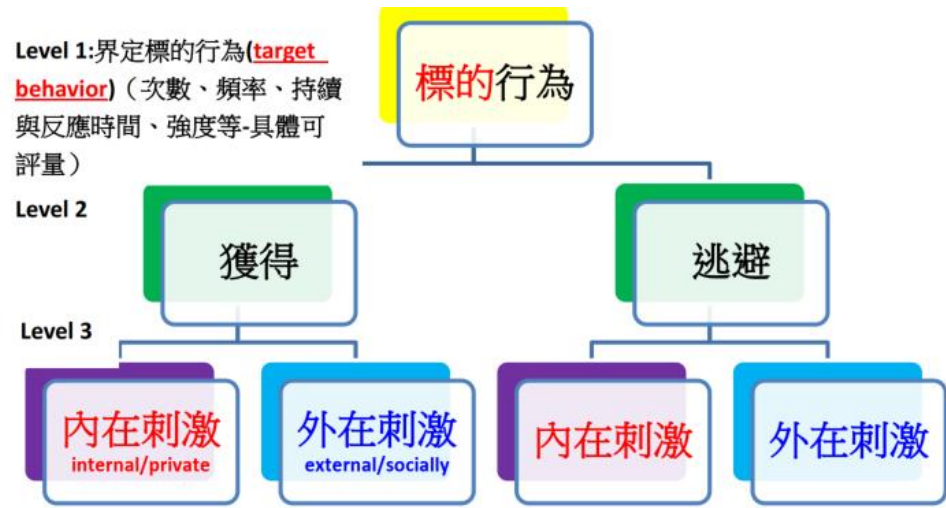 Level 1:界定標的行為(target
behavior)（次數、頻率、持續
與反應時間、強度等-具體可
評量）
標的行為
Level 2
獲得
逃避
Level 3
內在刺激
internal/private
外在刺激
external/socially
內在刺激
外在刺激